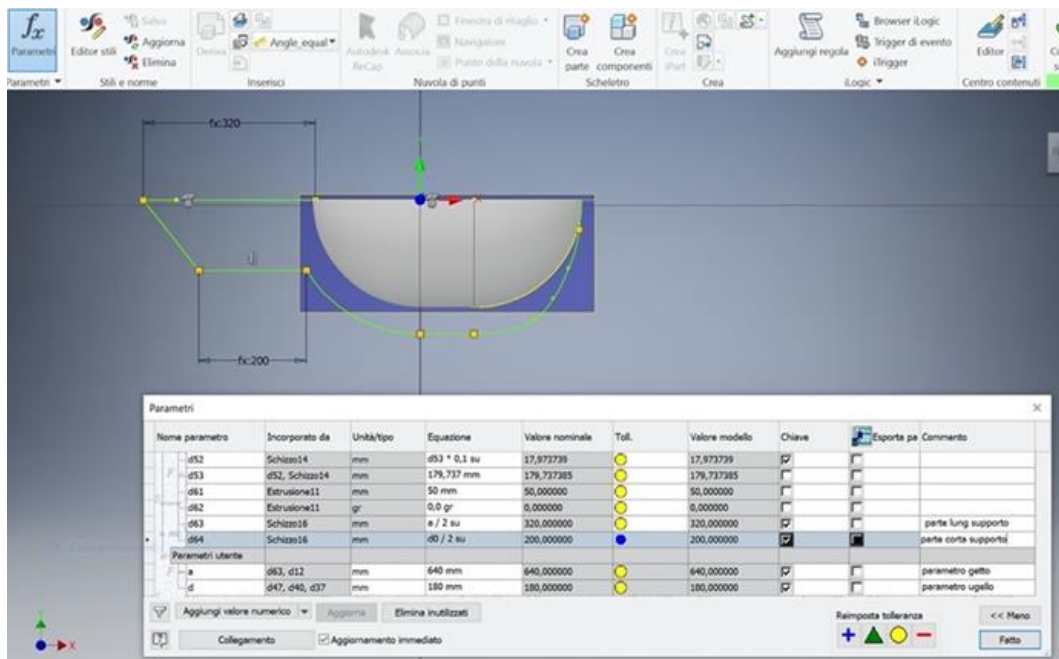 fx
Parametri
Editor stili
Salva
Aggiorna
Elimina
Deriva
Angle_equal
Autodesk ReCap
Associa
Finestra di ritaglio
Navigatore
Punto della nuvola
Crea parte
Crea componenti
Crea iPart
Aggiungi regola
Browser iLogic
Trigger di evento
iTrigger
Editor
Parametri
Stili e norme
Inserisci
Nuvola di punti
Scheletro
Crea
iLogic
Centro contenuti
fx:320
fx:200
Parametri
Nome parametro Incorporato da Unità/tipo Equazione Valore nominale Toll. Valore modello Chiave Esporta pa Commento
d52 Schizzo14 mm d53 * 0,1 su 17,973739 17,973739
d53 d52, Schizzo14 mm 179,737 mm 179,737385 179,737385
d61 Estrusione11 mm 50 mm 50,000000 50,000000
d62 Estrusione11 gr 0,0 gr 0,000000 0,000000
d63 Schizzo16 mm a / 2 su 320,000000 320,000000 parte lung supporto
d64 Schizzo16 mm d0 / 2 su 200,000000 200,000000 parte corta supporto
Parametri utente
a d63, d12 mm 640 mm 640,000000 640,000000 parametro getto
d d47, d40, d37 mm 180 mm 180,000000 180,000000 parametro ugello
Aggiungi valore numerico Aggiorna Elimina inutilizzati Reimposta tolleranza << Meno
Collegamento Aggiornamento immediato Fatto
Y
X